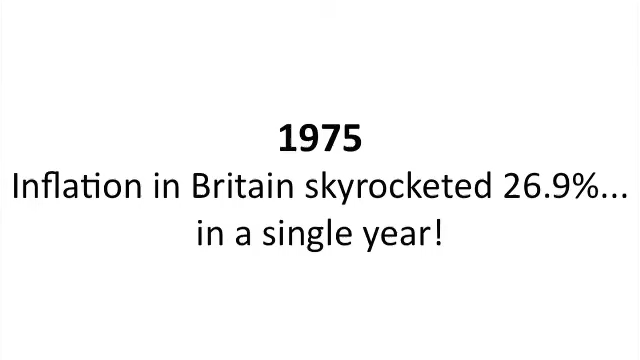 1975
Inflation in Britain skyrocketed 26.9%...
in a single year!